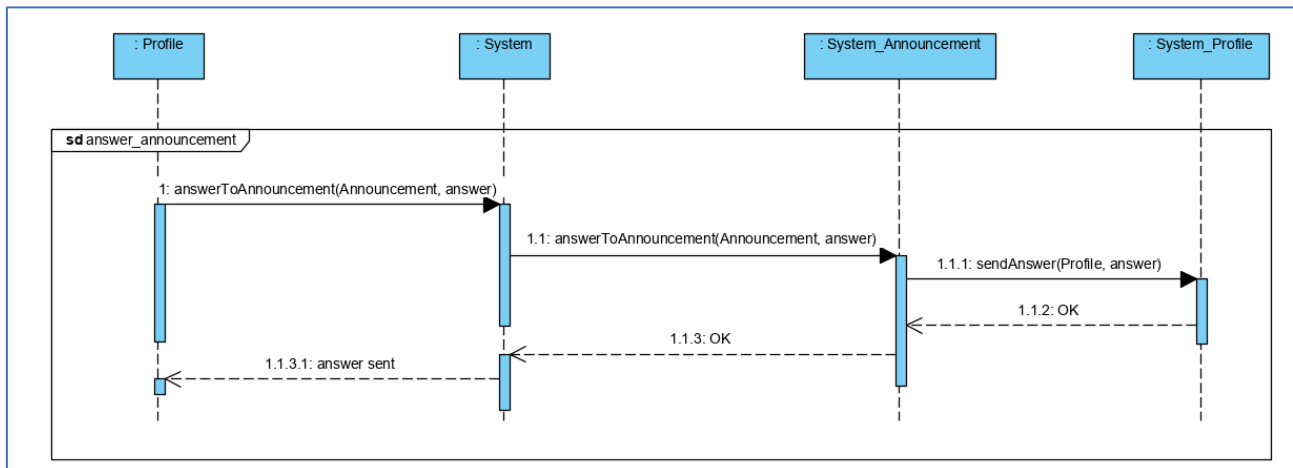 : Profile
: System
: System_Announcement
: System_Profile
sd answer_announcement
1: answerToAnnouncement(Announcement, answer)
1.1: answerToAnnouncement(Announcement, answer)
1.1.1: sendAnswer(Profile, answer)
1.1.2: OK
1.1.3: OK
1.1.3.1: answer sent